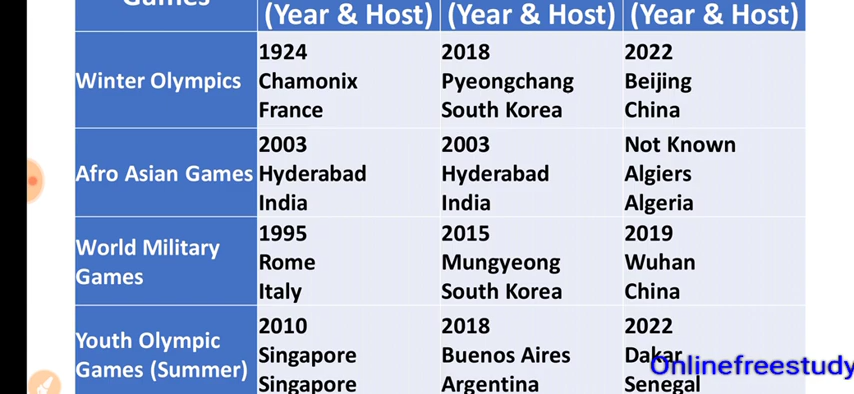 Games
(Year & Host) (Year & Host) (Year & Host)
Winter Olympics
1924
Chamonix
France
2018
Pyeongchang
South Korea
2022
Beijing
China
Afro Asian Games
2003
Hyderabad
India
2003
Hyderabad
India
Not Known
Algiers
Algeria
World Military
Games
1995
Rome
Italy
2015
Mungyeong
South Korea
2019
Wuhan
China
Youth Olympic
Games (Summer)
2010
Singapore
Singapore
2018
Buenos Aires
Argentina
2022
Dakar
Senegal
Onlinefreestudy